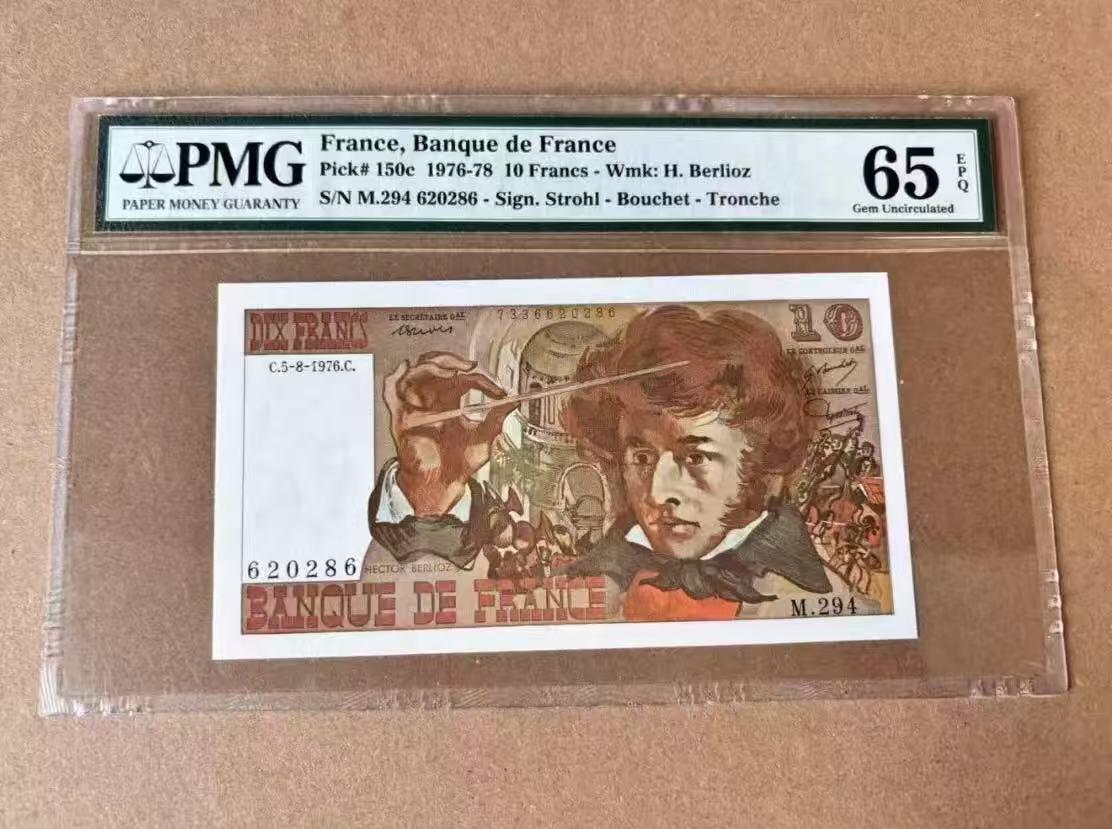 PMG
PAPER MONEY GUARANTY
France, Banque de France
Pick# 150c 1976-78 10 Francs - Wmk: H. Berlioz
S/N M.294 620286 - Sign. Strohl - Bouchet - Tronche
65
EPQ
Gem Uncirculated
DIX FRANCS
LE SECRÉTAIRE GAL
7336620286
10
LE CONTROLEUR GAL
LE CAISSIER GAL
C.5-8-1976.C.
620286
HECTOR BERLIOZ
BANQUE DE FRANCE
M.294